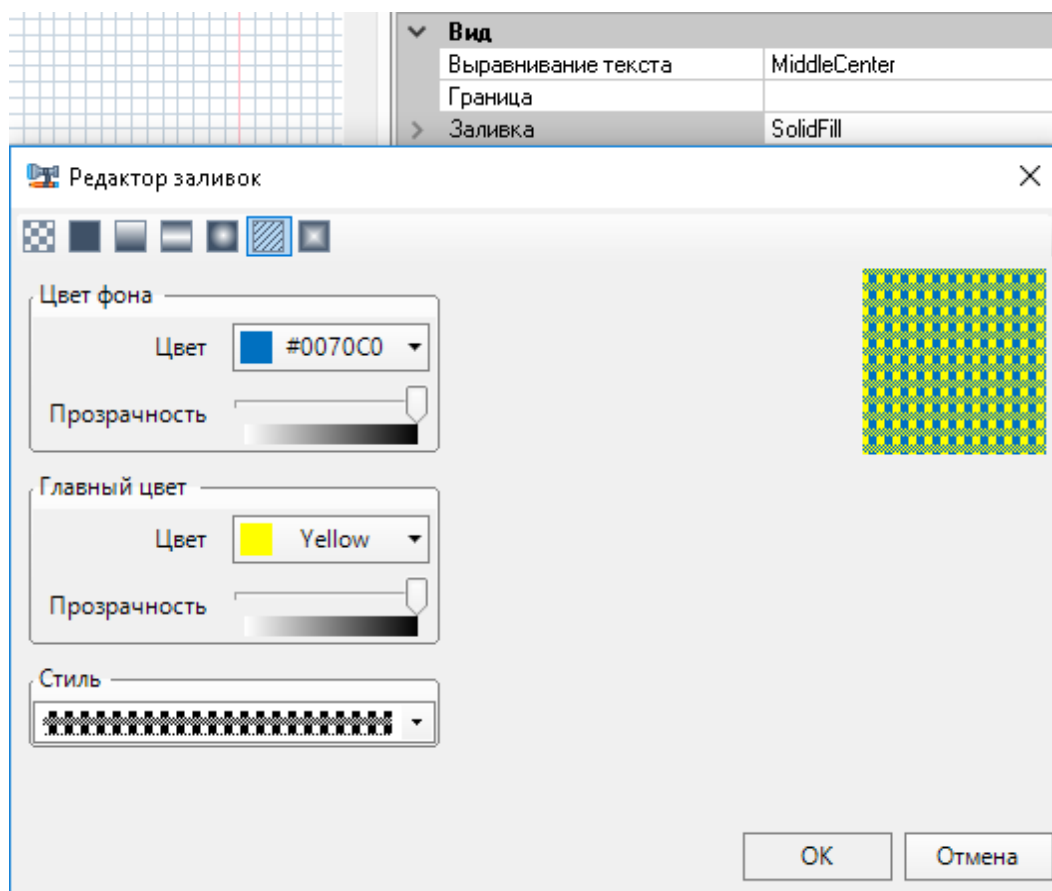 Вид
Выравнивание текста MiddleCenter
Граница
Заливка SolidFill
Редактор заливок
Цвет фона
Цвет #0070C0
Прозрачность
Главный цвет
Цвет Yellow
Прозрачность
Стиль
OK Отмена